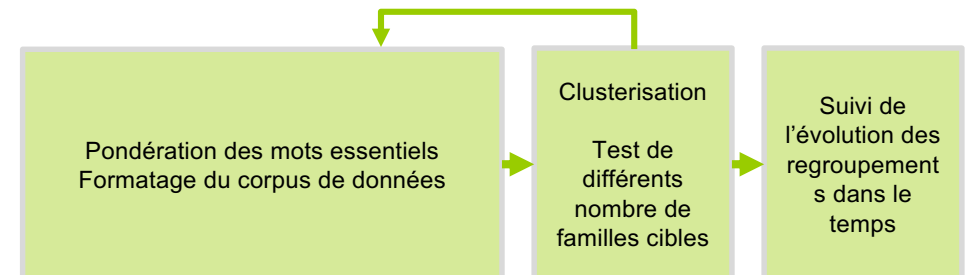 Pondération des mots essentiels
Formatage du corpus de données
Clusterisation
Test de
différents
nombre de
familles cibles
Suivi de
l’évolution des
regroupement
s dans le
temps